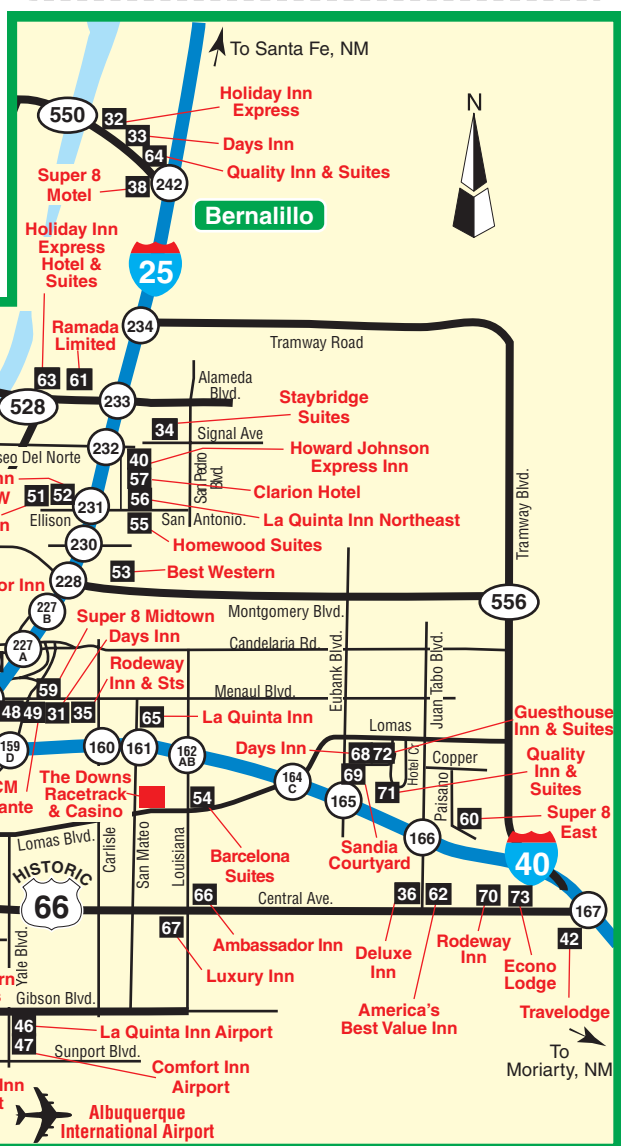 To Santa Fe, NM
N
550
32
Holiday Inn
Express
33
Days Inn
64
Quality Inn & Suites
Super 8
Motel
38
242
Bernalillo
Holiday Inn
Express
Hotel &
Suites
25
Ramada
Limited
234
Tramway Road
63
61
528
233
Alameda
Blvd.
Staybridge
Suites
34
Signal Ave
232
seo Del Norte
40
Howard Johnson
Express Inn
San Pedro
Blvd.
57
Clarion Hotel
nn
W
51
52
56
La Quinta Inn Northeast
n
231
Ellison
San Antonio.
55
Homewood Suites
230
53
Best Western
or Inn
228
Tramway Blvd.
556
Montgomery Blvd.
227
B
Super 8 Midtown
Days Inn
Candelaria Rd.
227
A
Rodeway
Inn & Sts
Eubank Blvd.
Juan Tabo Blvd.
59
Menaul Blvd.
48
49
31
35
65
La Quinta Inn
Lomas
Guesthouse
Inn & Suites
159
D
160
161
162
AB
Days Inn
68
72
Hotel Cr.
Copper
Quality
Inn &
Suites
CM
ante
The Downs
Racetrack
& Casino
164
C
69
71
Paisano
54
165
60
Super 8
East
Lomas Blvd.
Carlisle
San Mateo
Louisiana
Barcelona
Suites
Sandia
Courtyard
166
40
HISTORIC
66
66
Central Ave.
36
62
70
73
167
67
Ambassador Inn
Deluxe
Inn
Rodeway
Inn
Econo
Lodge
42
Yale Blvd.
Luxury Inn
America's
Best Value Inn
Travelodge
rn
s
Gibson Blvd.
46
La Quinta Inn Airport
47
Sunport Blvd.
To
Moriarty, NM
Comfort Inn
Airport
Inn
t
Albuquerque
International Airport